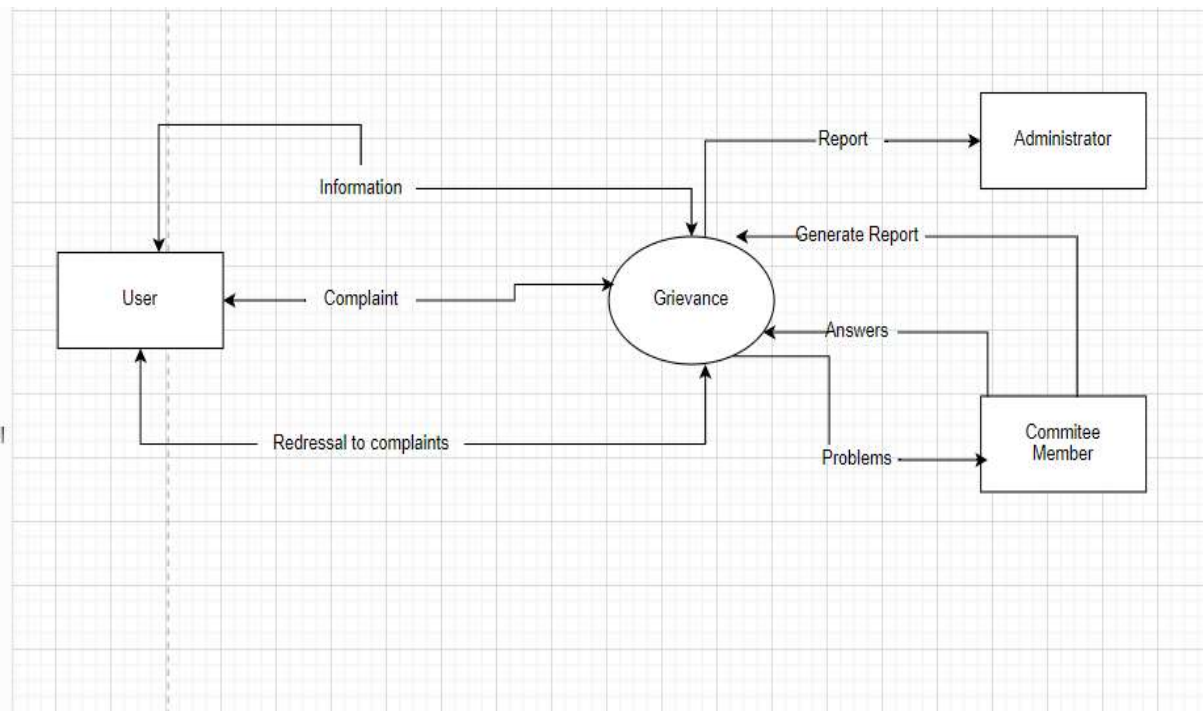 Report
Administrator
Information
Generate Report
User
Complaint
Grievance
Answers
Redressal to complaints
Problems
Commitee
Member